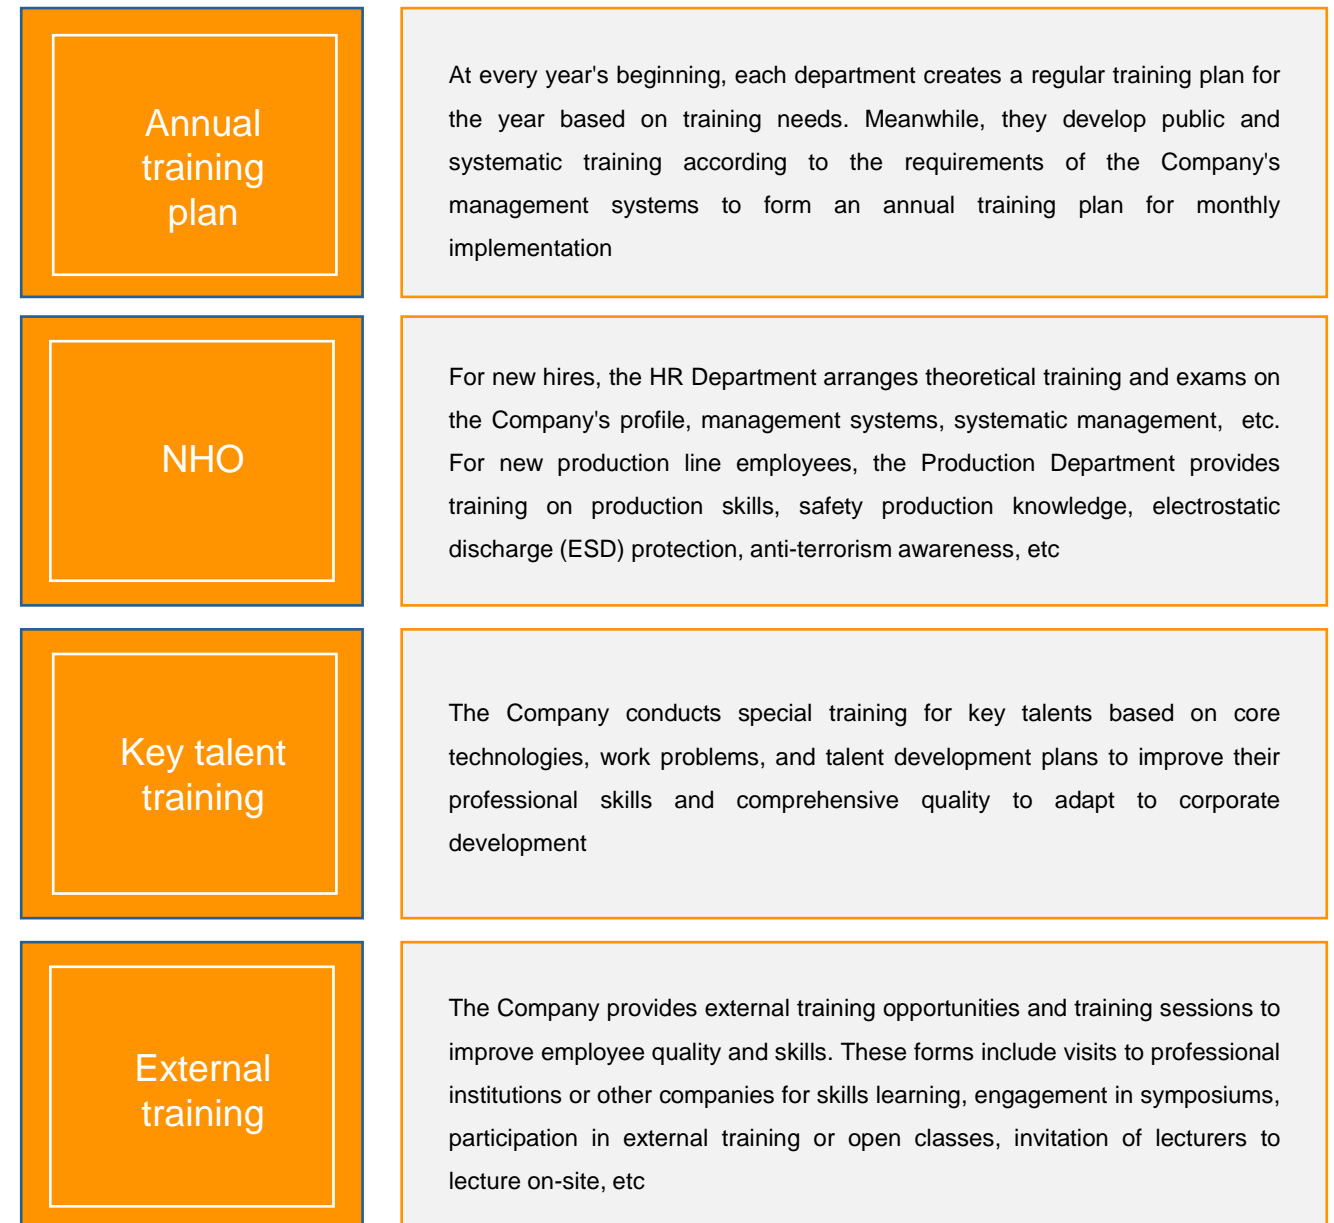 Annual
training
plan
At every year's beginning, each department creates a regular training plan for
the year based on training needs. Meanwhile, they develop public and
systematic training according to the requirements of the Company's
management systems to form an annual training plan for monthly
implementation
NHO
For new hires, the HR Department arranges theoretical training and exams on
the Company's profile, management systems, systematic management, etc.
For new production line employees, the Production Department provides
training on production skills, safety production knowledge, electrostatic
discharge (ESD) protection, anti-terrorism awareness, etc
Key talent
training
The Company conducts special training for key talents based on core
technologies, work problems, and talent development plans to improve their
professional skills and comprehensive quality to adapt to corporate
development
External
training
The Company provides external training opportunities and training sessions to
improve employee quality and skills. These forms include visits to professional
institutions or other companies for skills learning, engagement in symposiums,
participation in external training or open classes, invitation of lecturers to
lecture on-site, etc